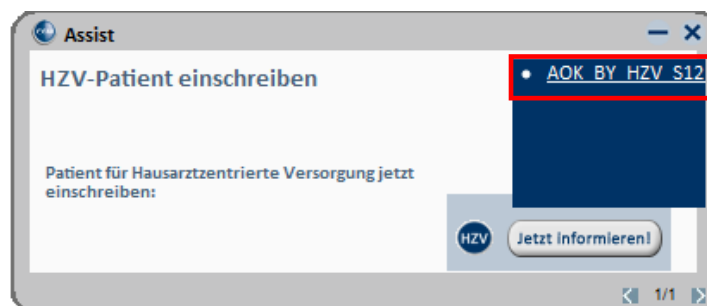 Assist
HZV-Patient einschreiben
• AOK_BY_HZV_S12
Patient für Hausarztzentrierte Versorgung jetzt
einschreiben:
HZV
Jetzt informieren!
1/1